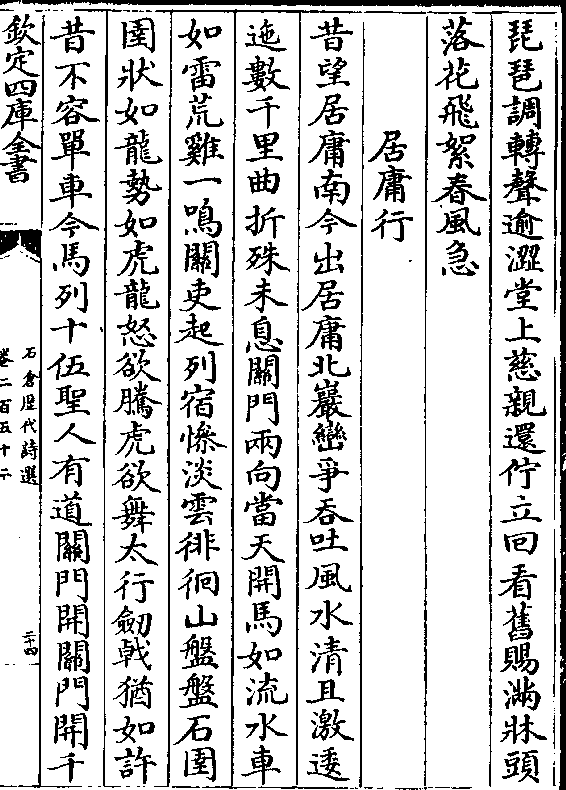 琵琶調轉聲逾澀堂上慈親還佇立囘看舊賜滿牀頭
落花飛絮春風急
居庸行
昔望居庸南今出居庸北巖巒爭吞吐風水清且激逶
迤數千里曲折殊未息關門兩向當天開馬如流水車
如雷荒雞一鳴關吏起列宿慘淡雲徘徊山盤盤石圍
圍狀如龍勢如虎龍怒欲騰虎欲舞太行劒戟猶如許
昔不容單車今馬列十伍聖人有道關門開關門開千
欽定四庫全書
石倉歷代詩選
卷二百五十二
二十四